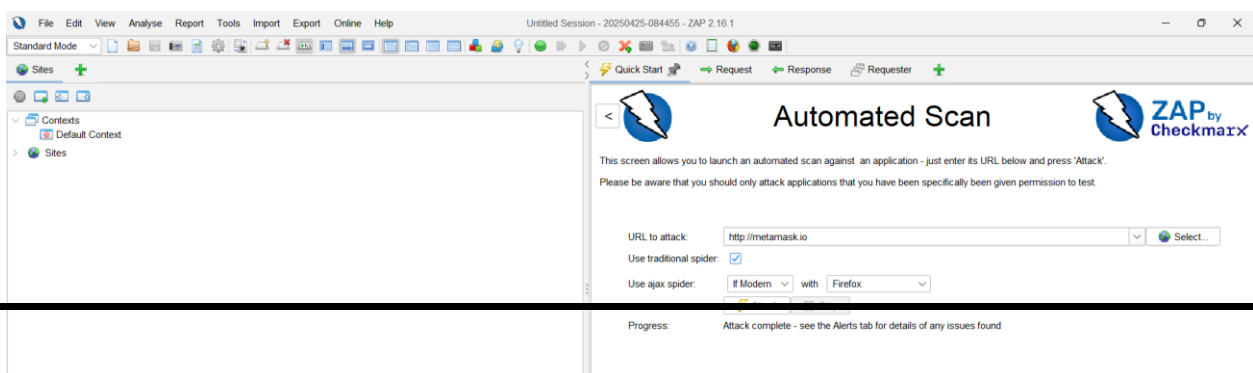 File Edit View Analyse Report Tools Import Export Online Help
Untitled Session - 20250425-084455 - ZAP 2.16.1
Standard Mode
Sites
Quick Start Request Response Requester
Contexts
Default Context
Sites
<
Automated Scan
ZAP by
Checkmarx
This screen allows you to launch an automated scan against an application - just enter its URL below and press 'Attack'.
Please be aware that you should only attack applications that you have been specifically been given permission to test.
URL to attack: http://metamask.io Select...
Use traditional spider:
Use ajax spider: If Modern with Firefox
Progress: Attack complete - see the Alerts tab for details of any issues found